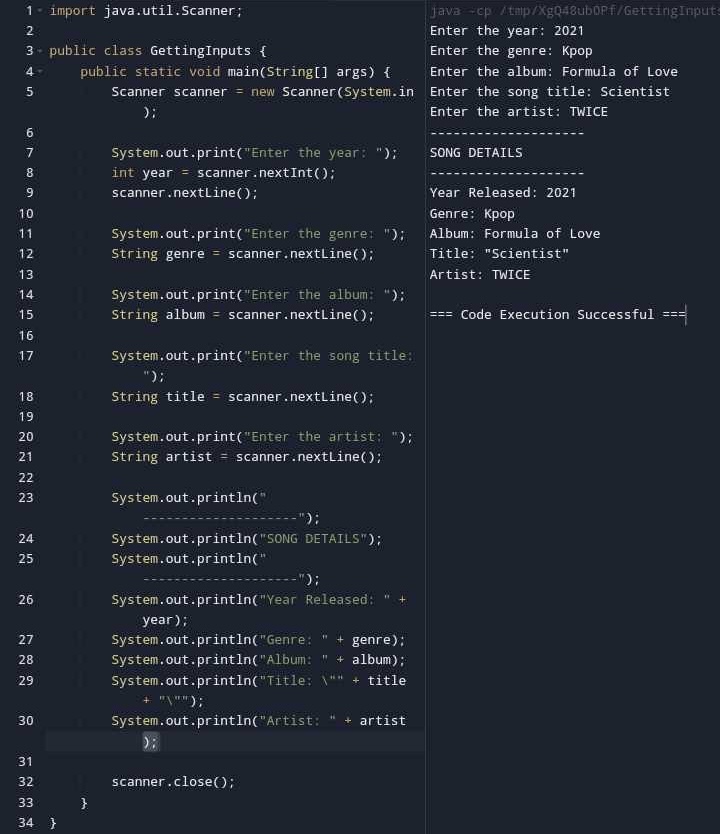 1 import java.util.Scanner;
2
3 public class GettingInputs {
4 public static void main(String[] args) {
5 Scanner scanner = new Scanner(System.in
);
6
7 System.out.print("Enter the year: ");
8 int year = scanner.nextInt();
9 scanner.nextLine();
10
11 System.out.print("Enter the genre: ");
12 String genre = scanner.nextLine();
13
14 System.out.print("Enter the album: ");
15 String album = scanner.nextLine();
16
17 System.out.print("Enter the song title:
");
18 String title = scanner.nextLine();
19
20 System.out.print("Enter the artist: ");
21 String artist = scanner.nextLine();
22
23 System.out.println("
--------------------");
24 System.out.println("SONG DETAILS");
25 System.out.println("
--------------------");
26 System.out.println("Year Released: " +
year);
27 System.out.println("Genre: " + genre);
28 System.out.println("Album: " + album);
29 System.out.println("Title: \"" + title
+ "\"");
30 System.out.println("Artist: " + artist
);
31
32 scanner.close();
33 }
34 }
java -cp /tmp/XgQ48ubOPf/GettingInputs
Enter the year: 2021
Enter the genre: Kpop
Enter the album: Formula of Love
Enter the song title: Scientist
Enter the artist: TWICE
--------------------
SONG DETAILS
--------------------
Year Released: 2021
Genre: Kpop
Album: Formula of Love
Title: "Scientist"
Artist: TWICE
=== Code Execution Successful ===